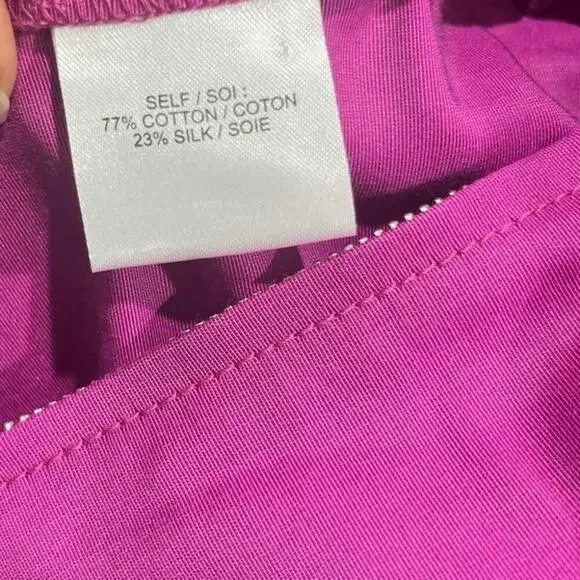 SELF / SOI :
77% COTTON / COTON
23% SILK / SOIE